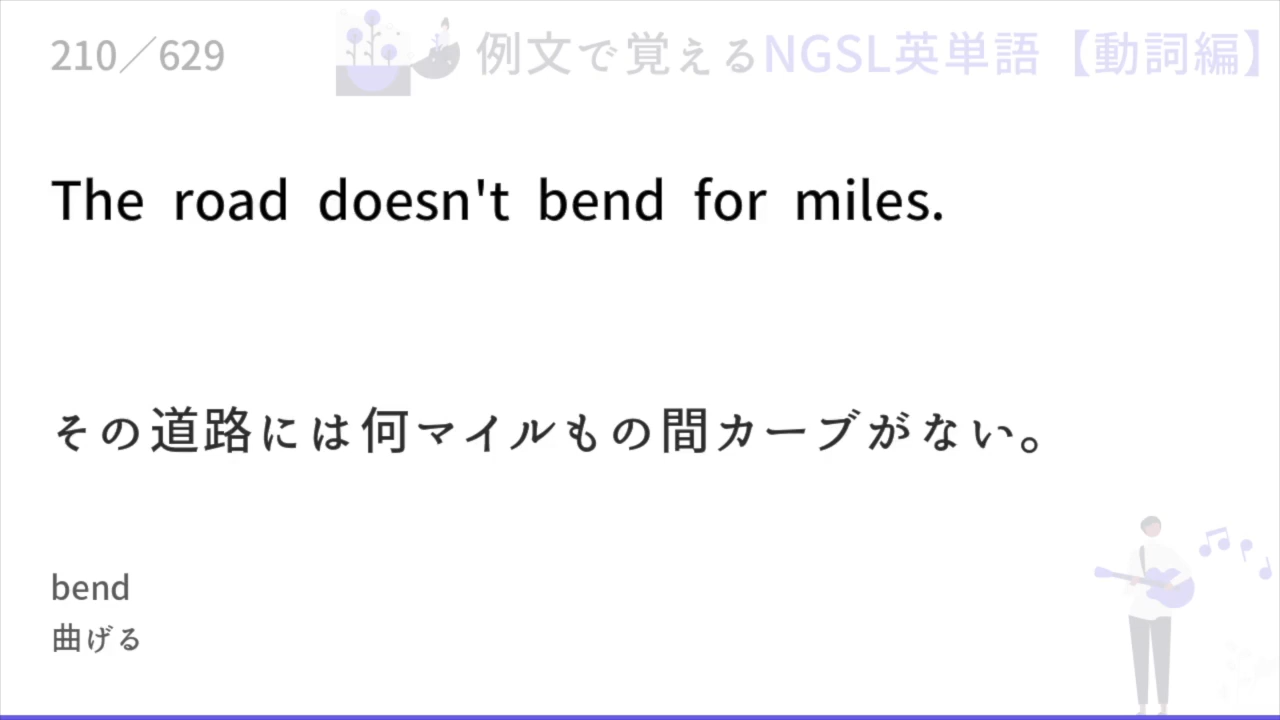 210／629
例文で覚えるNGSL英単語【動詞編】
The road doesn't bend for miles.
その道路には何マイルもの間カーブがない。
bend
曲げる